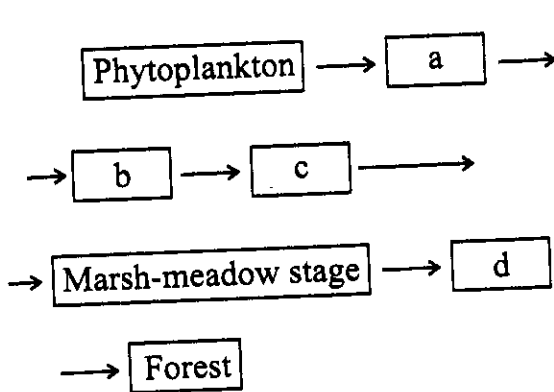 Phytoplankton → a →
→ b → c →
→ Marsh-meadow stage → d
→ Forest